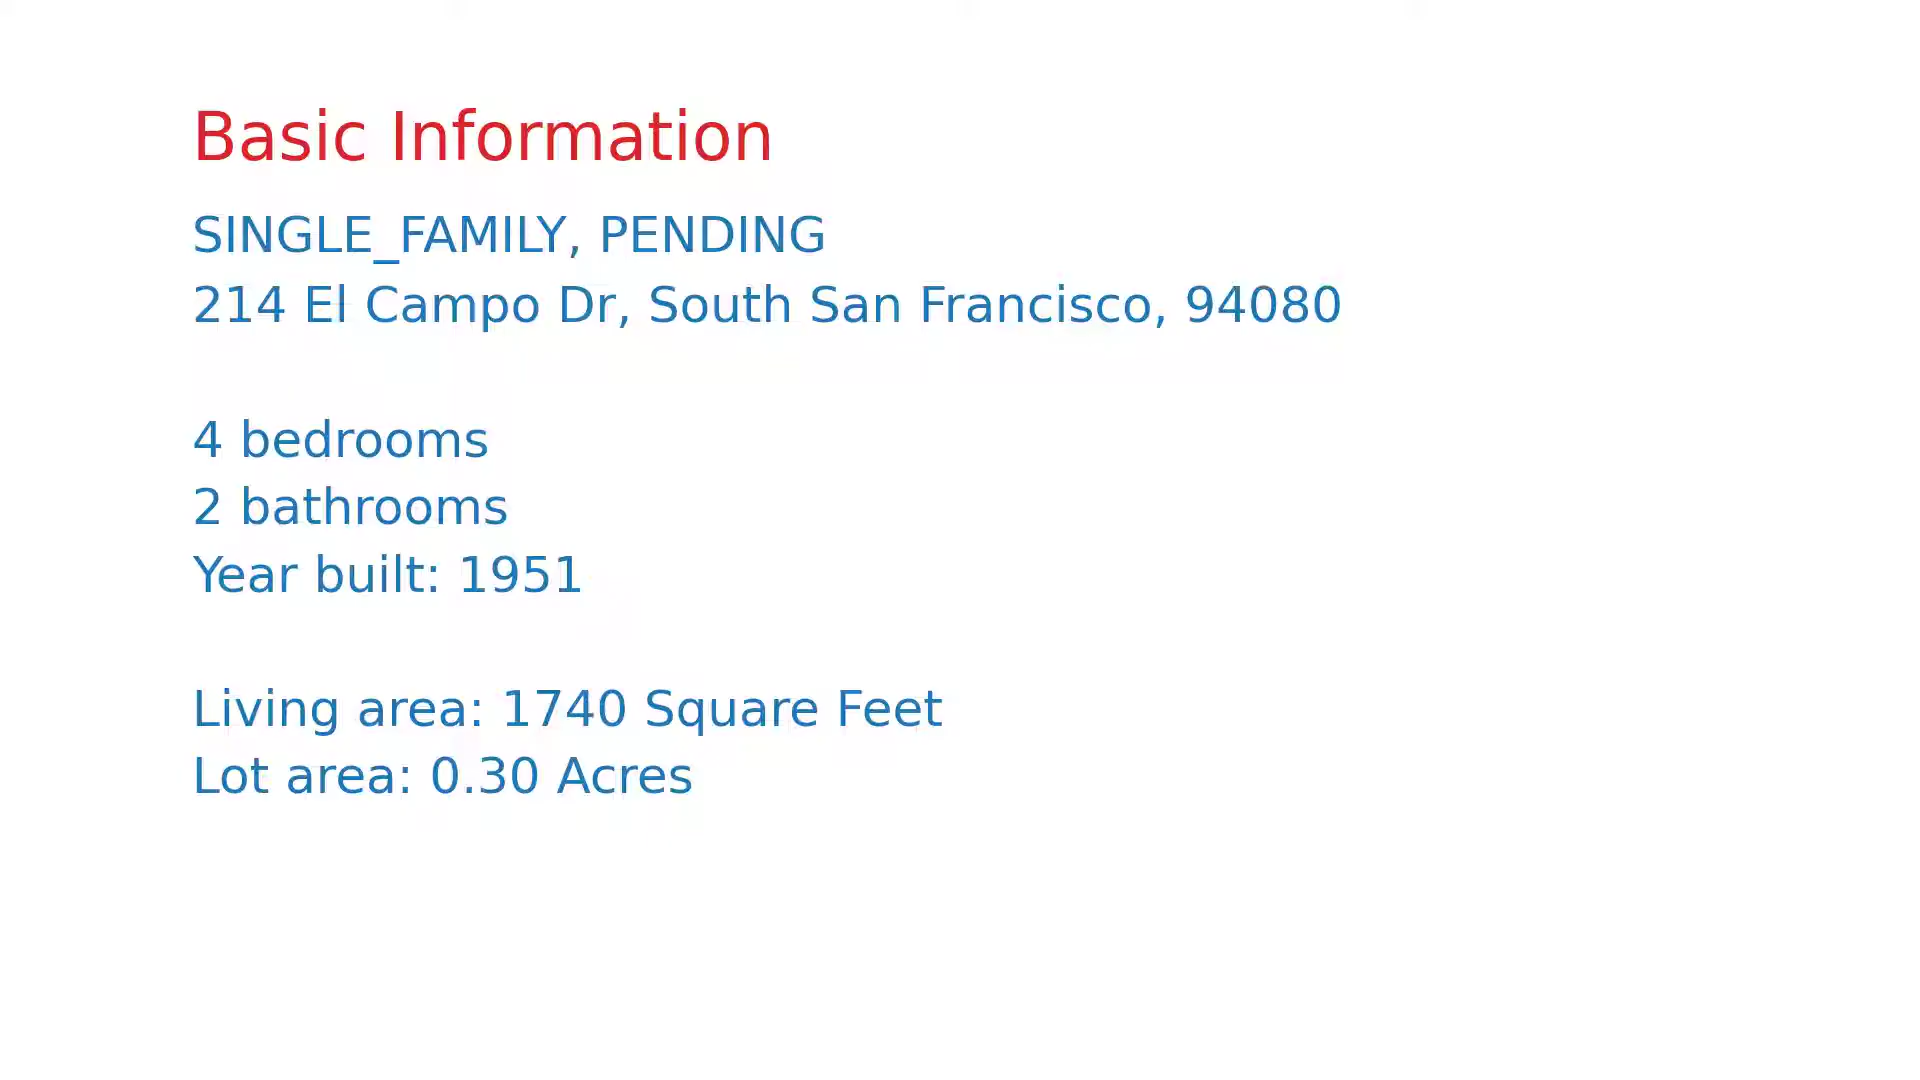 Basic Information
SINGLE_FAMILY, PENDING
214 El Campo Dr, South San Francisco, 94080
4 bedrooms
2 bathrooms
Year built: 1951
Living area: 1740 Square Feet
Lot area: 0.30 Acres